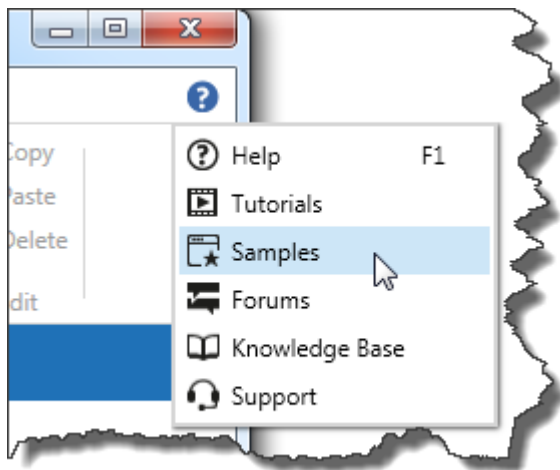 Help F1
Tutorials
Samples
Forums
Knowledge Base
Support
Copy
Paste
Delete
dit